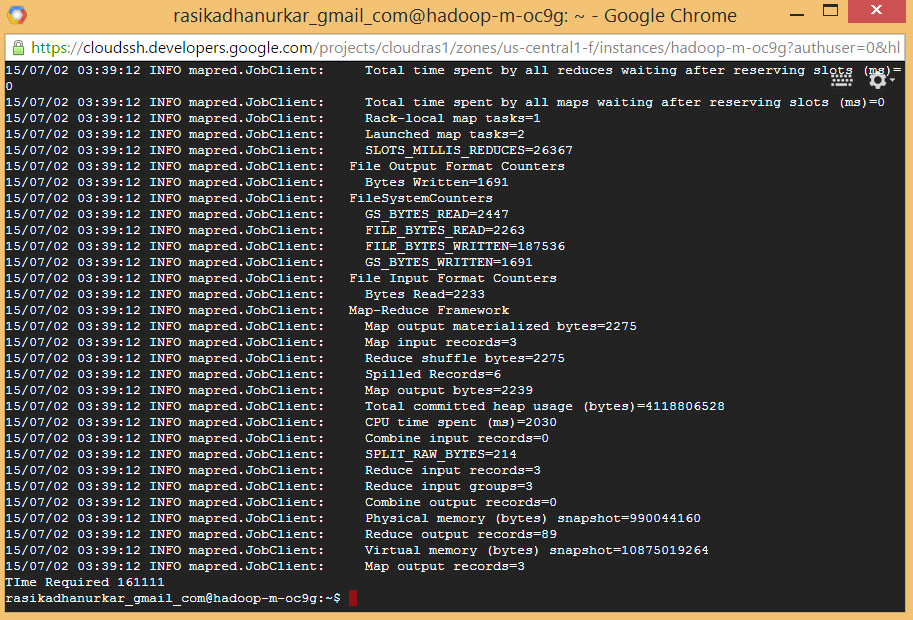 rasikadhanurkar_gmail_com@hadoop-m-oc9g: ~ - Google Chrome
https://cloudssh.developers.google.com/projects/cloudras1/zones/us-central1-f/instances/hadoop-m-oc9g?authuser=0&hl
15/07/02 03:39:12 INFO mapred.JobClient:     Total time spent by all reduces waiting after reserving slots (ms)=
0
15/07/02 03:39:12 INFO mapred.JobClient:     Total time spent by all maps waiting after reserving slots (ms)=0
15/07/02 03:39:12 INFO mapred.JobClient:     Rack-local map tasks=1
15/07/02 03:39:12 INFO mapred.JobClient:     Launched map tasks=2
15/07/02 03:39:12 INFO mapred.JobClient:     SLOTS_MILLIS_REDUCES=26367
15/07/02 03:39:12 INFO mapred.JobClient:   File Output Format Counters
15/07/02 03:39:12 INFO mapred.JobClient:     Bytes Written=1691
15/07/02 03:39:12 INFO mapred.JobClient:   FileSystemCounters
15/07/02 03:39:12 INFO mapred.JobClient:     GS_BYTES_READ=2447
15/07/02 03:39:12 INFO mapred.JobClient:     FILE_BYTES_READ=2263
15/07/02 03:39:12 INFO mapred.JobClient:     FILE_BYTES_WRITTEN=187536
15/07/02 03:39:12 INFO mapred.JobClient:     GS_BYTES_WRITTEN=1691
15/07/02 03:39:12 INFO mapred.JobClient:   File Input Format Counters
15/07/02 03:39:12 INFO mapred.JobClient:     Bytes Read=2233
15/07/02 03:39:12 INFO mapred.JobClient:   Map-Reduce Framework
15/07/02 03:39:12 INFO mapred.JobClient:     Map output materialized bytes=2275
15/07/02 03:39:12 INFO mapred.JobClient:     Map input records=3
15/07/02 03:39:12 INFO mapred.JobClient:     Reduce shuffle bytes=2275
15/07/02 03:39:12 INFO mapred.JobClient:     Spilled Records=6
15/07/02 03:39:12 INFO mapred.JobClient:     Map output bytes=2239
15/07/02 03:39:12 INFO mapred.JobClient:     Total committed heap usage (bytes)=4118806528
15/07/02 03:39:12 INFO mapred.JobClient:     CPU time spent (ms)=2030
15/07/02 03:39:12 INFO mapred.JobClient:     Combine input records=0
15/07/02 03:39:12 INFO mapred.JobClient:     SPLIT_RAW_BYTES=214
15/07/02 03:39:12 INFO mapred.JobClient:     Reduce input records=3
15/07/02 03:39:12 INFO mapred.JobClient:     Reduce input groups=3
15/07/02 03:39:12 INFO mapred.JobClient:     Combine output records=0
15/07/02 03:39:12 INFO mapred.JobClient:     Physical memory (bytes) snapshot=990044160
15/07/02 03:39:12 INFO mapred.JobClient:     Reduce output records=89
15/07/02 03:39:12 INFO mapred.JobClient:     Virtual memory (bytes) snapshot=10875019264
15/07/02 03:39:12 INFO mapred.JobClient:     Map output records=3
TIme Required 161111
rasikadhanurkar_gmail_com@hadoop-m-oc9g:~$